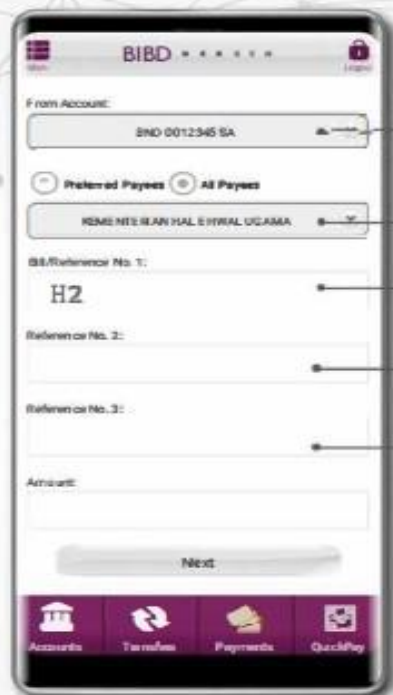 BIBD
Logout
From Account:
BND 0012345 SA
Preferred Payees All Payees
KEMENTERIAN HAL EHWAL UGAMA
Bill/Reference No. 1:
H2
Reference No. 2:
Reference No. 3:
Amount:
Next
Accounts Transfers Payments QuickPay